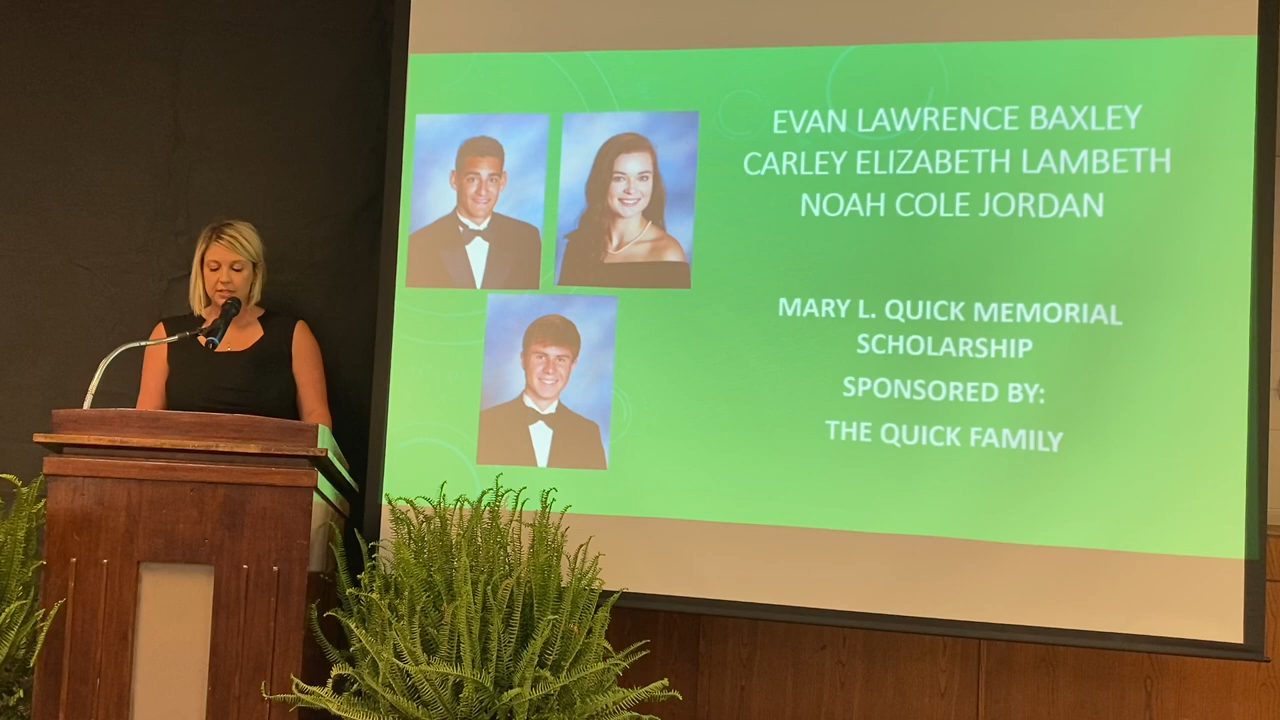 EVAN LAWRENCE BAXLEY
CARLEY ELIZABETH LAMBETH
NOAH COLE JORDAN
MARY L. QUICK MEMORIAL
SCHOLARSHIP
SPONSORED BY:
THE QUICK FAMILY